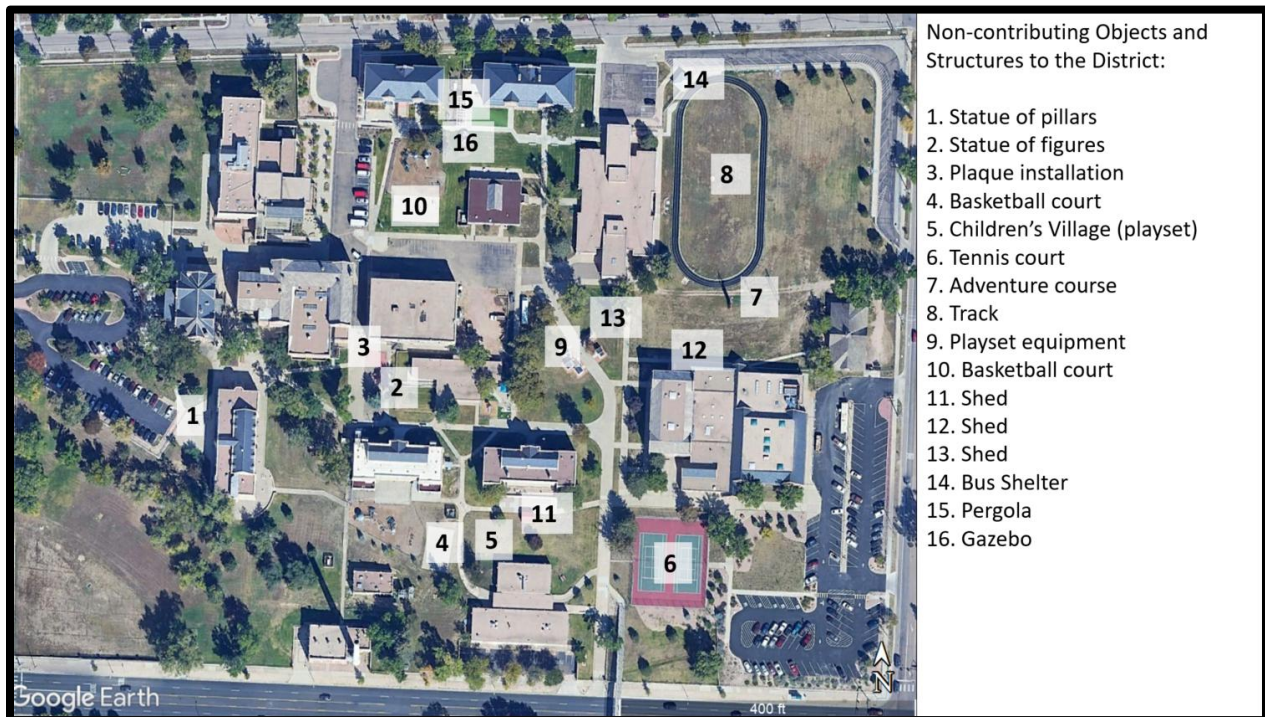 14
15
16
8
10
7
13
3
9
12
2
1
11
4
5
6
N
400 ft
Google Earth
Non-contributing Objects and
Structures to the District:
1. Statue of pillars
2. Statue of figures
3. Plaque installation
4. Basketball court
5. Children's Village (playset)
6. Tennis court
7. Adventure course
8. Track
9. Playset equipment
10. Basketball court
11. Shed
12. Shed
13. Shed
14. Bus Shelter
15. Pergola
16. Gazebo